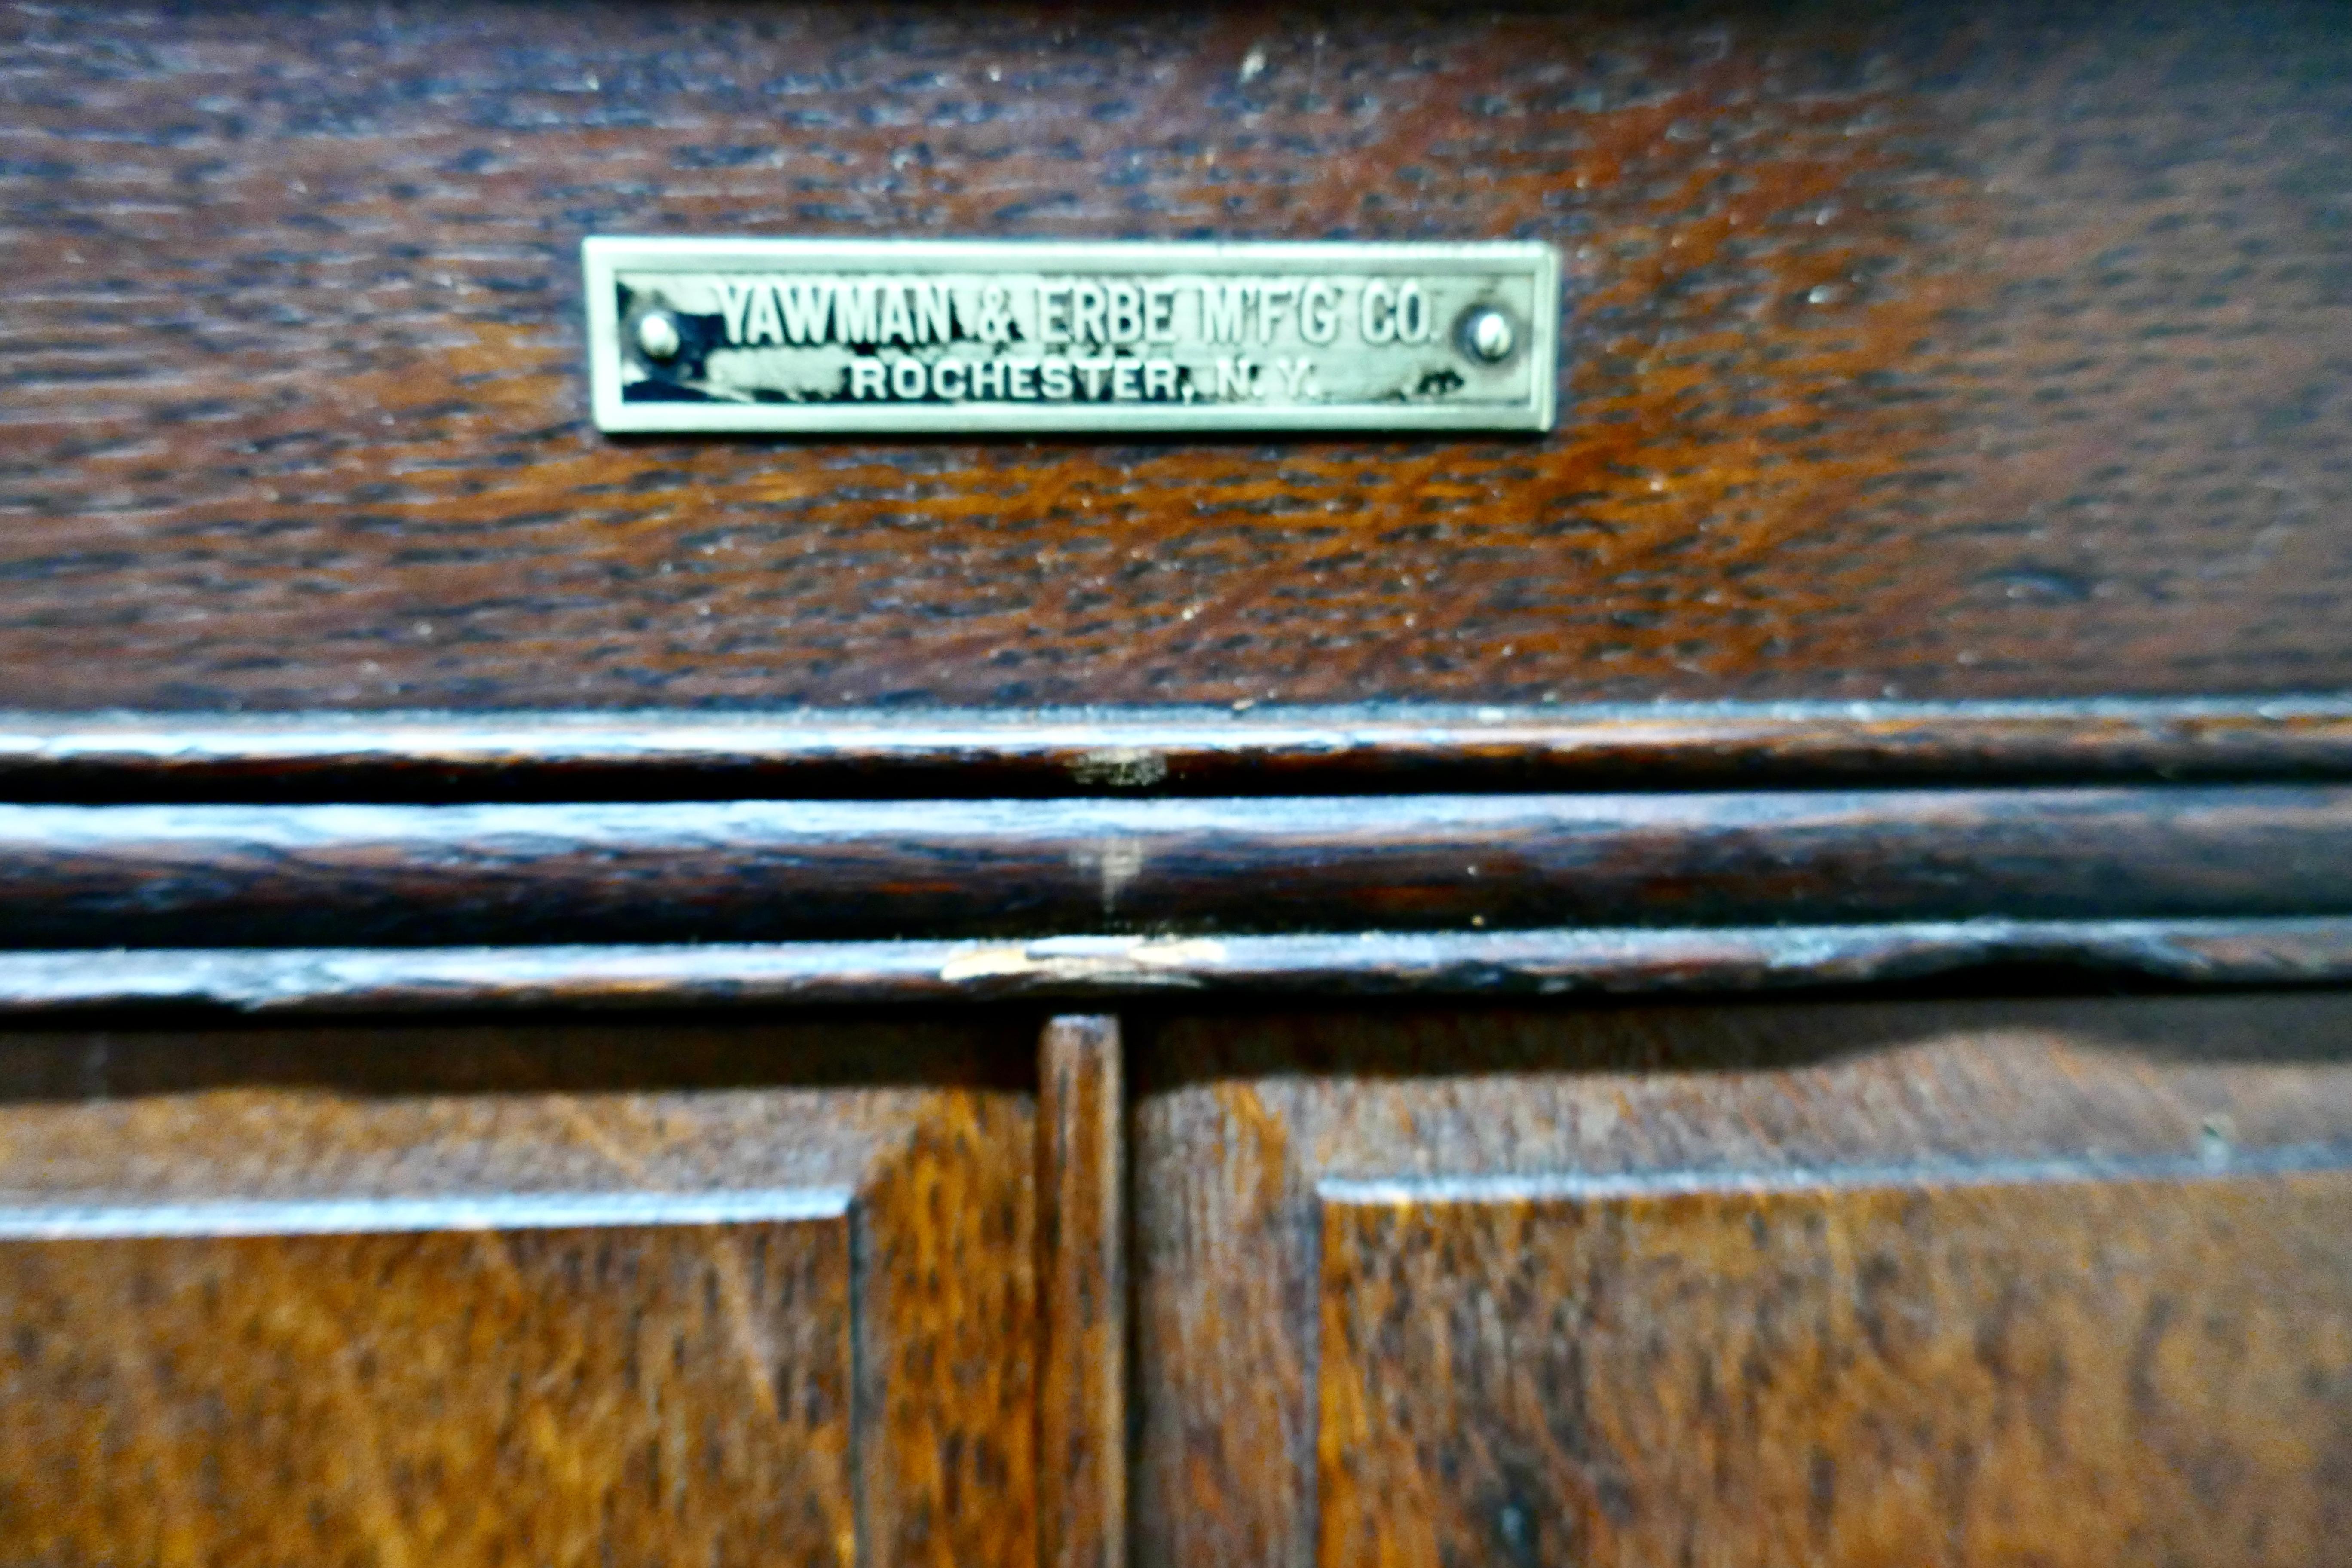 YAWMAN & ERBE M'F'G CO.
ROCHESTER, N.Y.